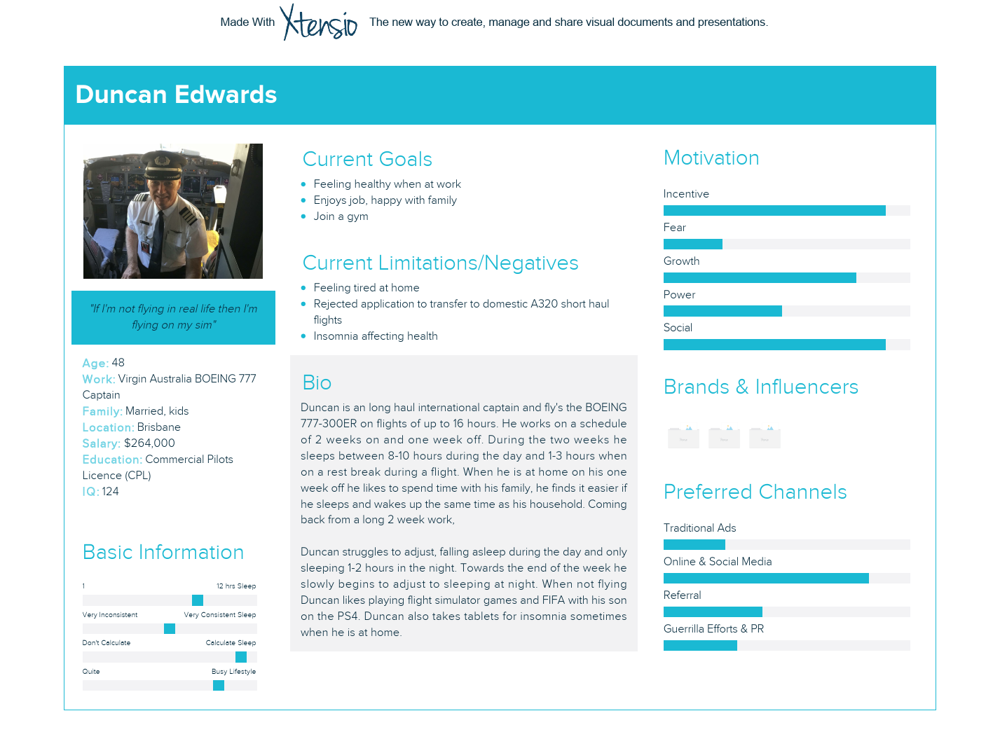 Made With Xtensio The new way to create, manage and share visual documents and presentations.
Duncan Edwards
"If I'm not flying in real life then I'm
flying on my sim"
Age: 48
Work: Virgin Australia BOEING 777
Captain
Family: Married, kids
Location: Brisbane
Salary: $264,000
Education: Commercial Pilots
Licence (CPL)
IQ: 124
Basic Information
1 12 hrs Sleep
Very Inconsistent Very Consistent Sleep
Don't Calculate Calculate Sleep
Quite Busy Lifestyle
Current Goals
Feeling healthy when at work
Enjoys job, happy with family
Join a gym
Current Limitations/Negatives
Feeling tired at home
Rejected application to transfer to domestic A320 short haul
flights
Insomnia affecting health
Bio
Duncan is an long haul international captain and fly's the BOEING
777-300ER on flights of up to 16 hours. He works on a schedule
of 2 weeks on and one week off. During the two weeks he
sleeps between 8-10 hours during the day and 1-3 hours when
on a rest break during a flight. When he is at home on his one
week off he likes to spend time with his family, he finds it easier if
he sleeps and wakes up the same time as his household. Coming
back from a long 2 week work,
Duncan struggles to adjust, falling asleep during the day and only
sleeping 1-2 hours in the night. Towards the end of the week he
slowly begins to adjust to sleeping at night. When not flying
Duncan likes playing flight simulator games and FIFA with his son
on the PS4. Duncan also takes tablets for insomnia sometimes
when he is at home.
Motivation
Incentive
Fear
Growth
Power
Social
Brands & Influencers
Preferred Channels
Traditional Ads
Online & Social Media
Referral
Guerrilla Efforts & PR